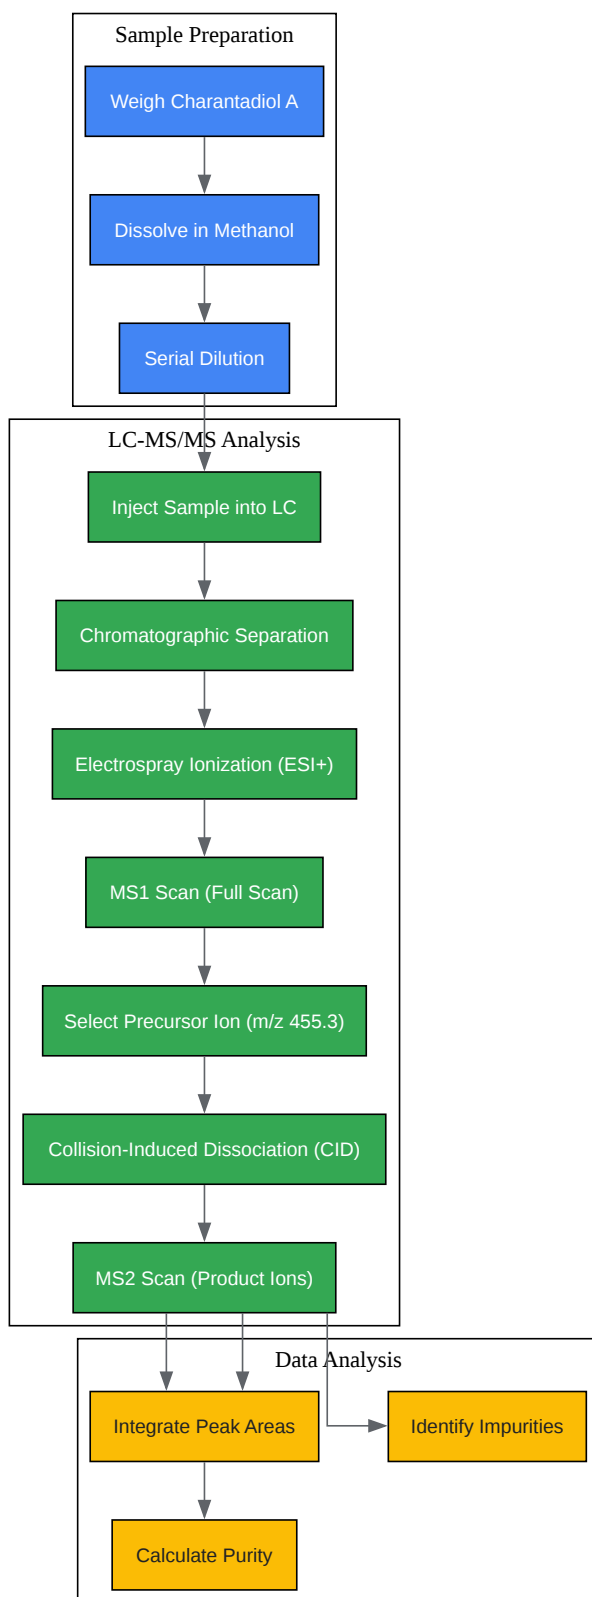 Sample Preparation
Weigh Charantadiol A
Dissolve in Methanol
Serial Dilution
LC-MS/MS Analysis
Inject Sample into LC
Chromatographic Separation
Electrospray Ionization (ESI+)
MS1 Scan (Full Scan)
Select Precursor Ion (m/z 455.3)
Collision-Induced Dissociation (CID)
MS2 Scan (Product Ions)
Data Analysis
Integrate Peak Areas
Identify Impurities
Calculate Purity